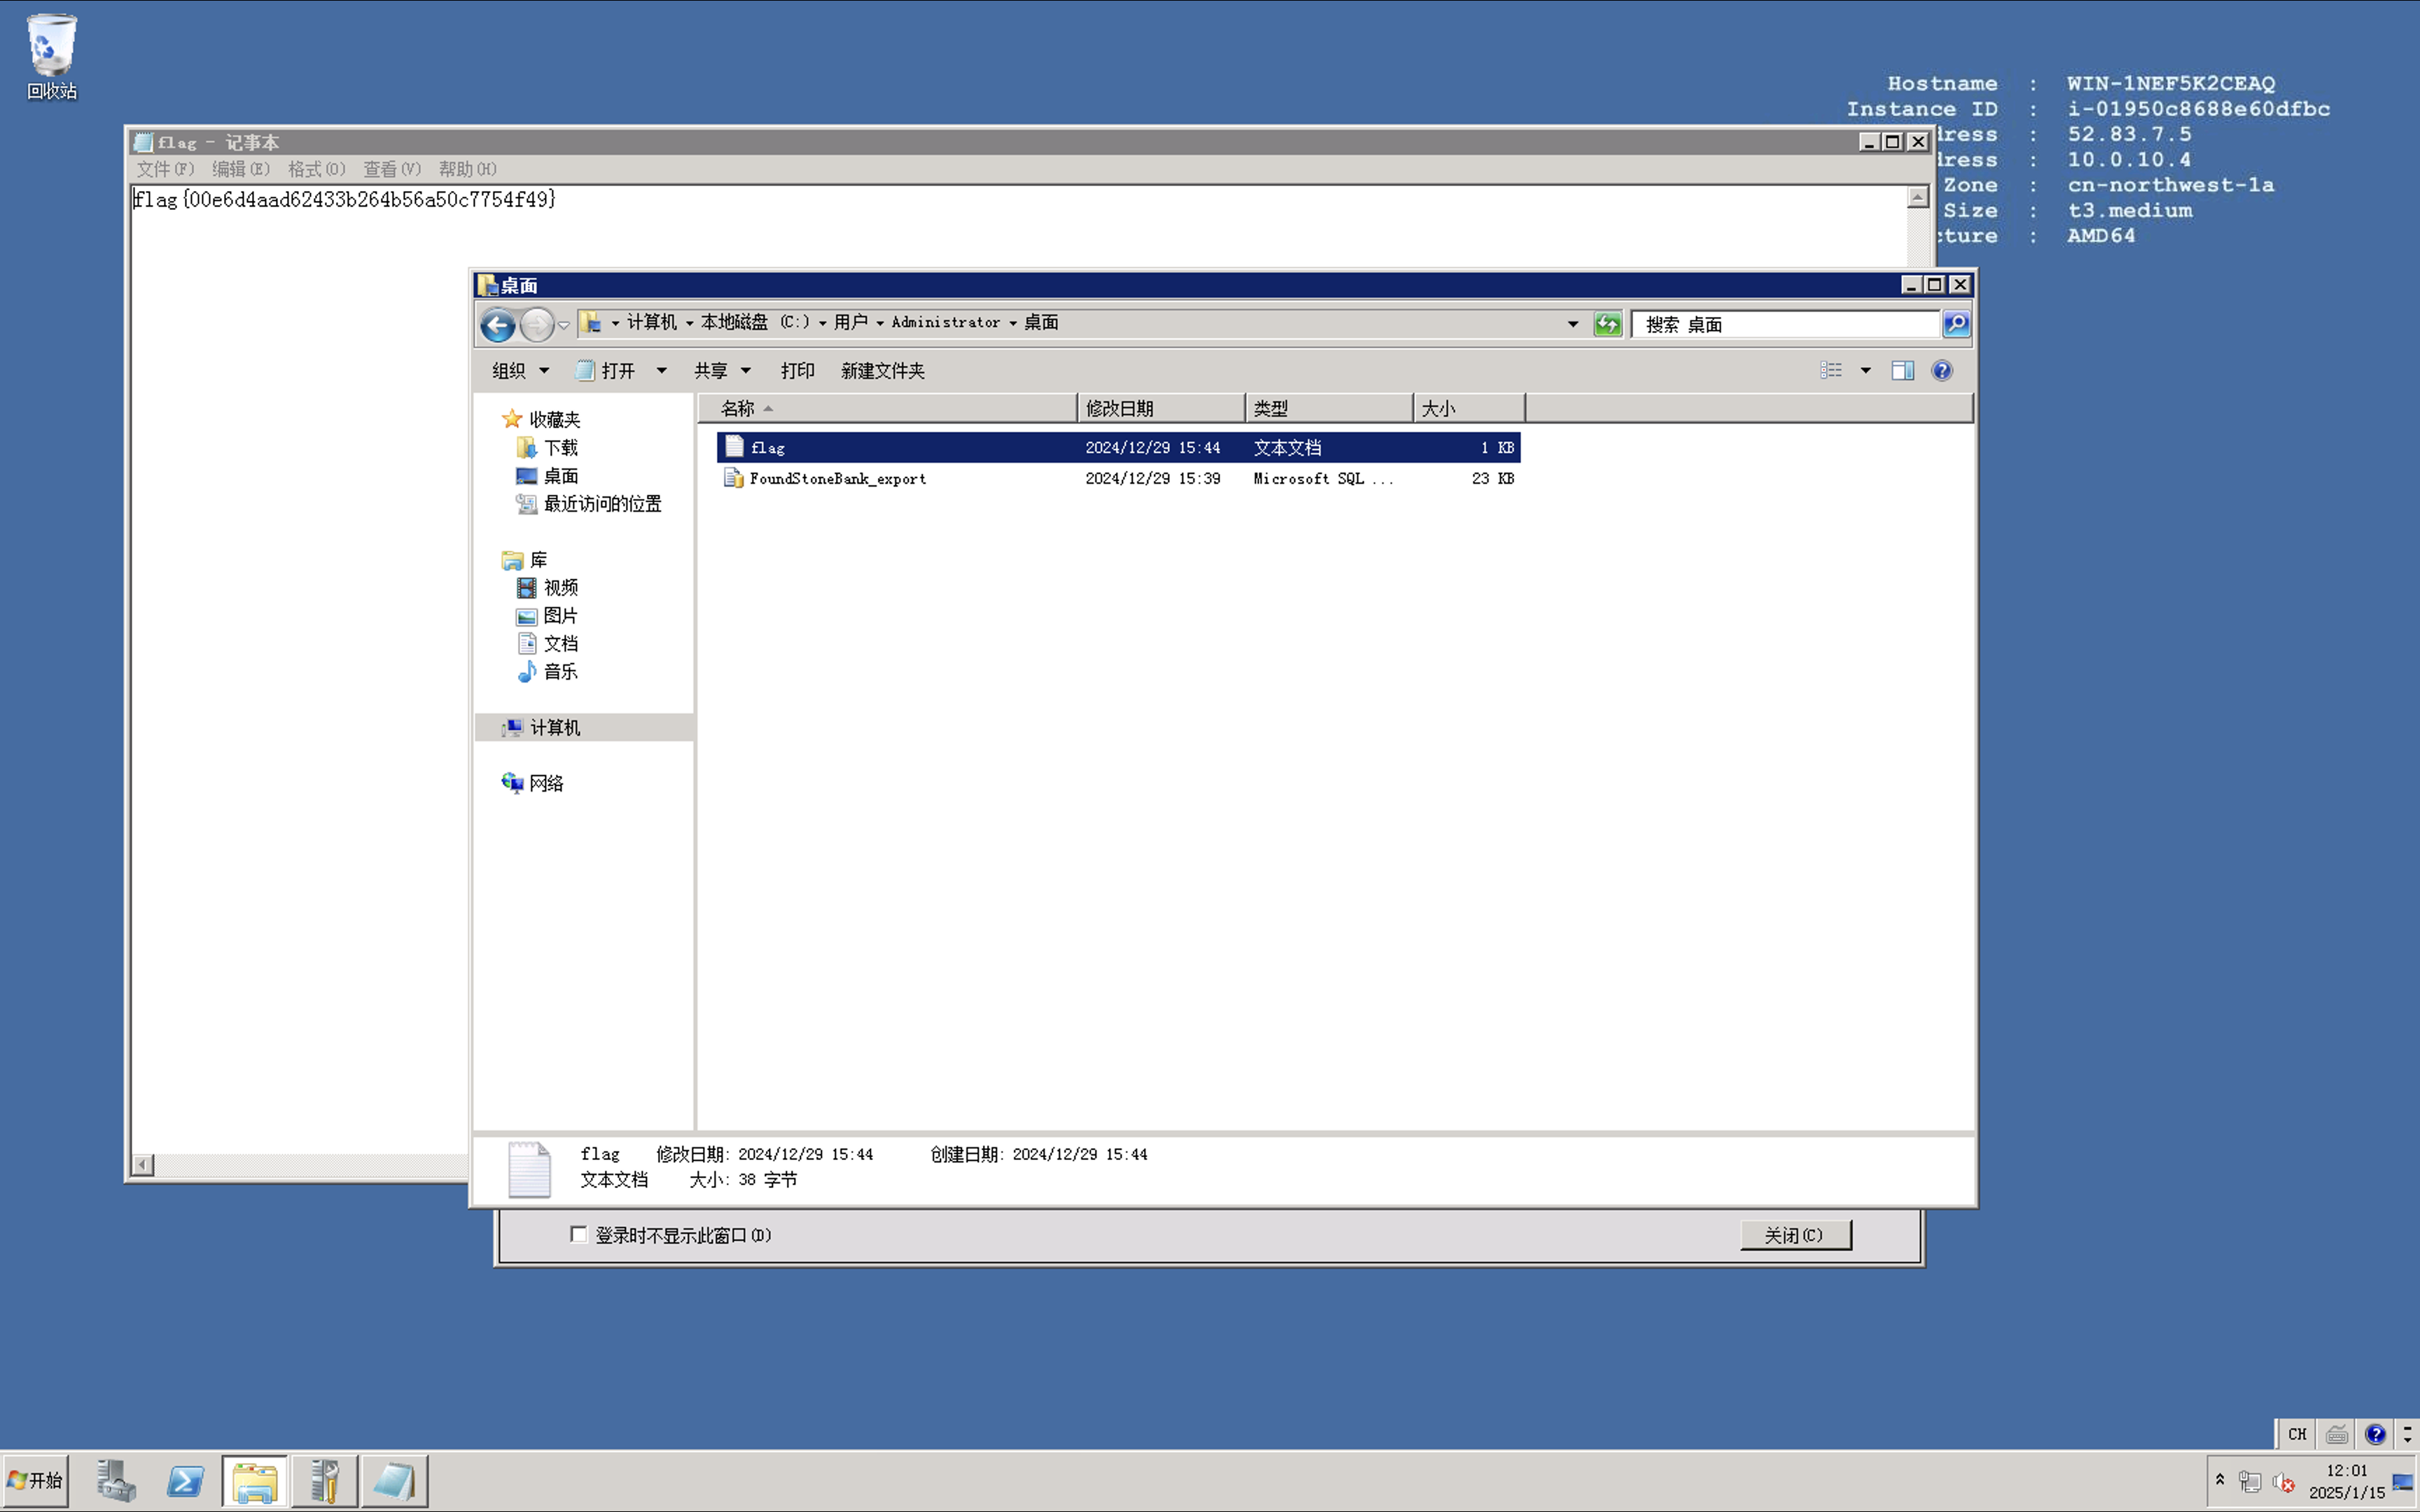 回收站
Hostname : WIN-1NEF5K2CEAQ
Instance ID : i-01950c8688e60dfbc
dress : 52.83.7.5
dress : 10.0.10.4
Zone : cn-northwest-1a
Size : t3.medium
cture : AMD64
flag - 记事本
文件(F) 编辑(E) 格式(O) 查看(V) 帮助(H)
flag{00e6d4aad62433b264b56a50c7754f49}
桌面
计算机 本地磁盘 (C:) 用户 Administrator 桌面
搜索 桌面
组织 打开 共享 打印 新建文件夹
收藏夹
下载
桌面
最近访问的位置
库
视频
图片
文档
音乐
计算机
网络
名称 修改日期 类型 大小
flag 2024/12/29 15:44 文本文档 1 KB
FoundStoneBank_export 2024/12/29 15:39 Microsoft SQL ... 23 KB
flag 修改日期: 2024/12/29 15:44 创建日期: 2024/12/29 15:44
文本文档 大小: 38 字节
登录时不显示此窗口(D) 关闭(C)
CH
开始
12:01
2025/1/15